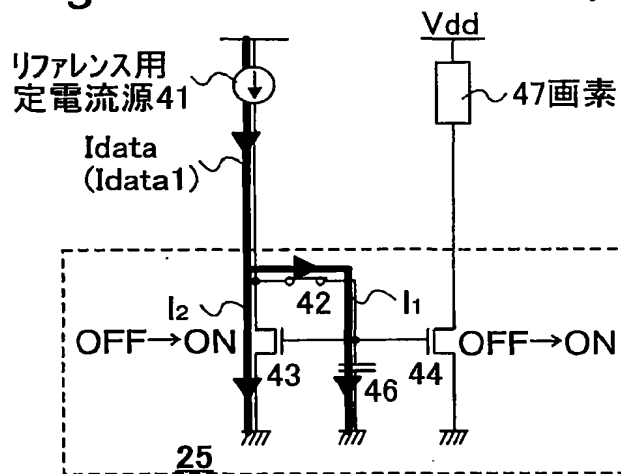 Vdd
リファレンス用
定電流源41
47画素
Idata
(Idata1)
I2
42
I1
OFF→ON
43
46
44
OFF→ON
25